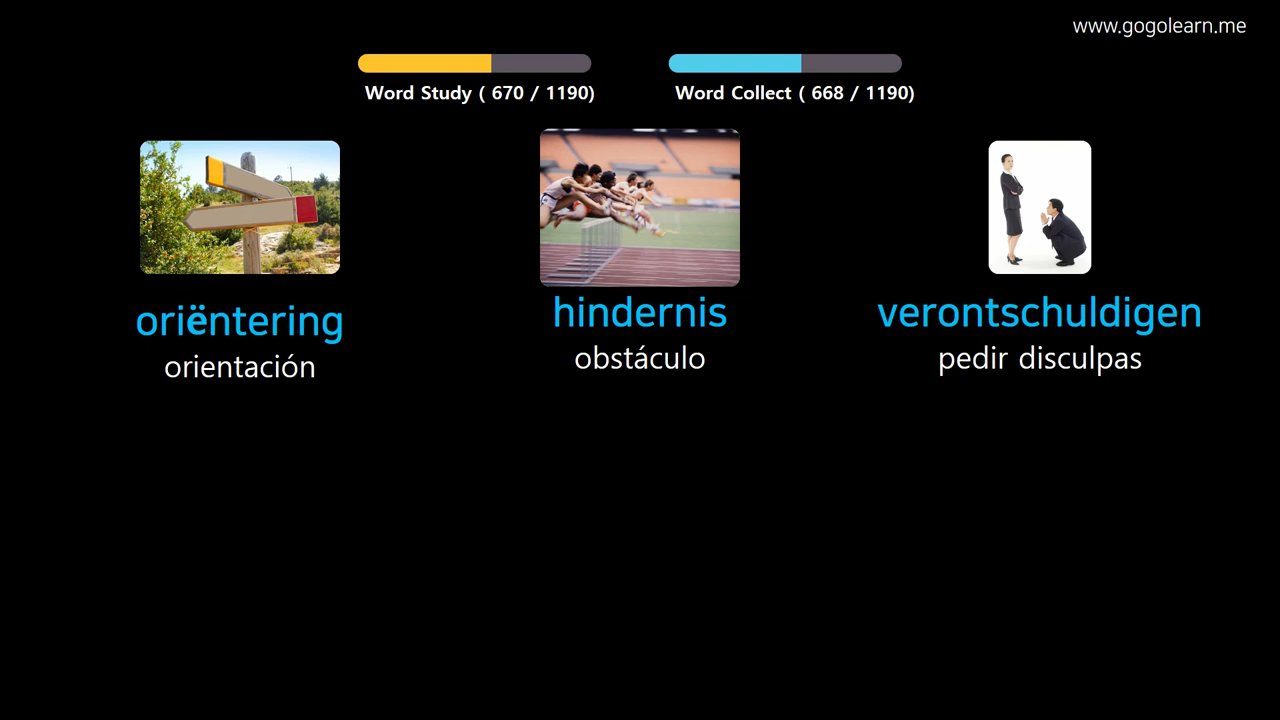 www.gogolearn.me
Word Study ( 670 / 1190)
Word Collect ( 668 / 1190)
oriëntering
orientación
hindernis
obstáculo
verontschuldigen
pedir disculpas